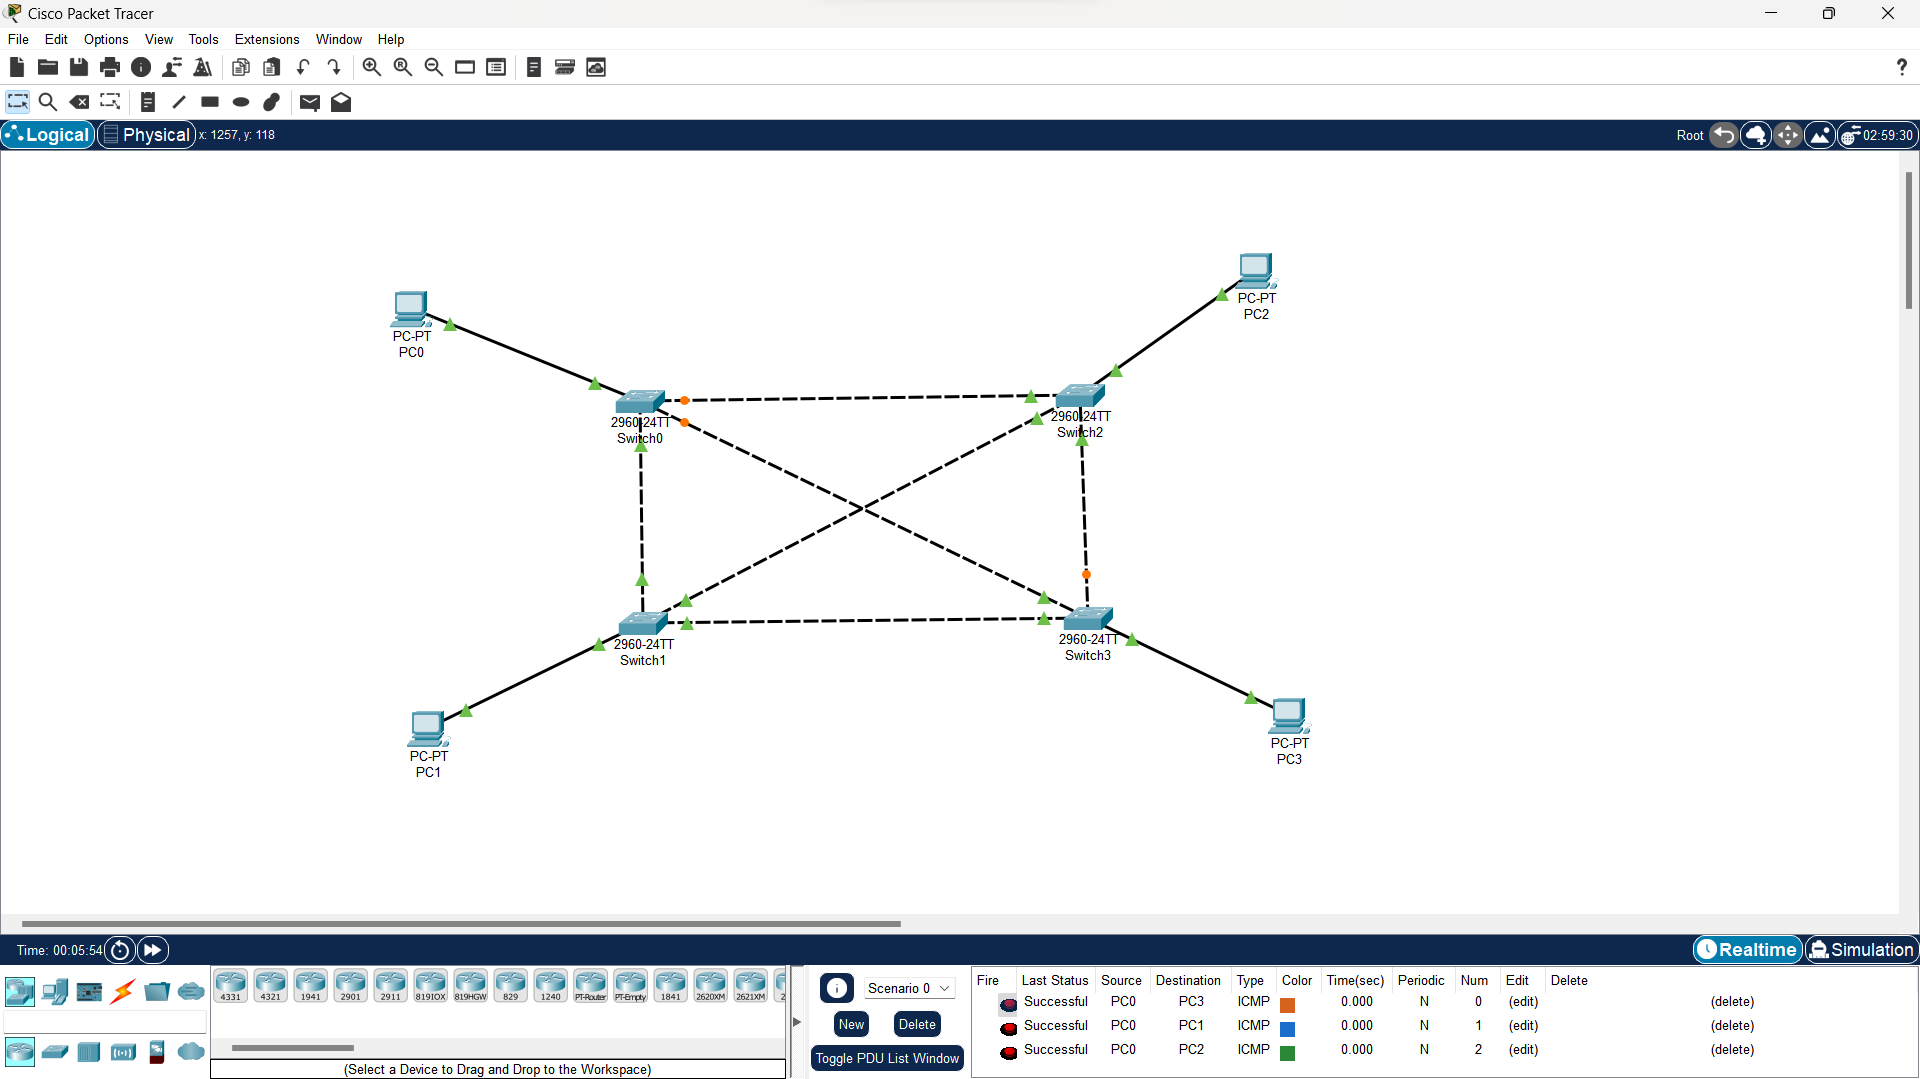 Cisco Packet Tracer
File Edit Options View Tools Extensions Window Help
Logical Physical x: 1257, y: 118 Root 02:59:30
PC-PT
PC0
PC-PT
PC2
2960-24TT
Switch0
2960-24TT
Switch2
2960-24TT
Switch1
2960-24TT
Switch3
PC-PT
PC1
PC-PT
PC3
Time: 00:05:54 Realtime Simulation
4331 4321 1941 2901 2911 819IOX 819HGW 829 1240 PT-Router PT-Empty 1841 2620XM 2621XM 2
(Select a Device to Drag and Drop to the Workspace)
Scenario 0
New Delete
Toggle PDU List Window
Fire Last Status Source Destination Type Color Time(sec) Periodic Num Edit Delete
Successful PC0 PC3 ICMP 0.000 N 0 (edit) (delete)
Successful PC0 PC1 ICMP 0.000 N 1 (edit) (delete)
Successful PC0 PC2 ICMP 0.000 N 2 (edit) (delete)